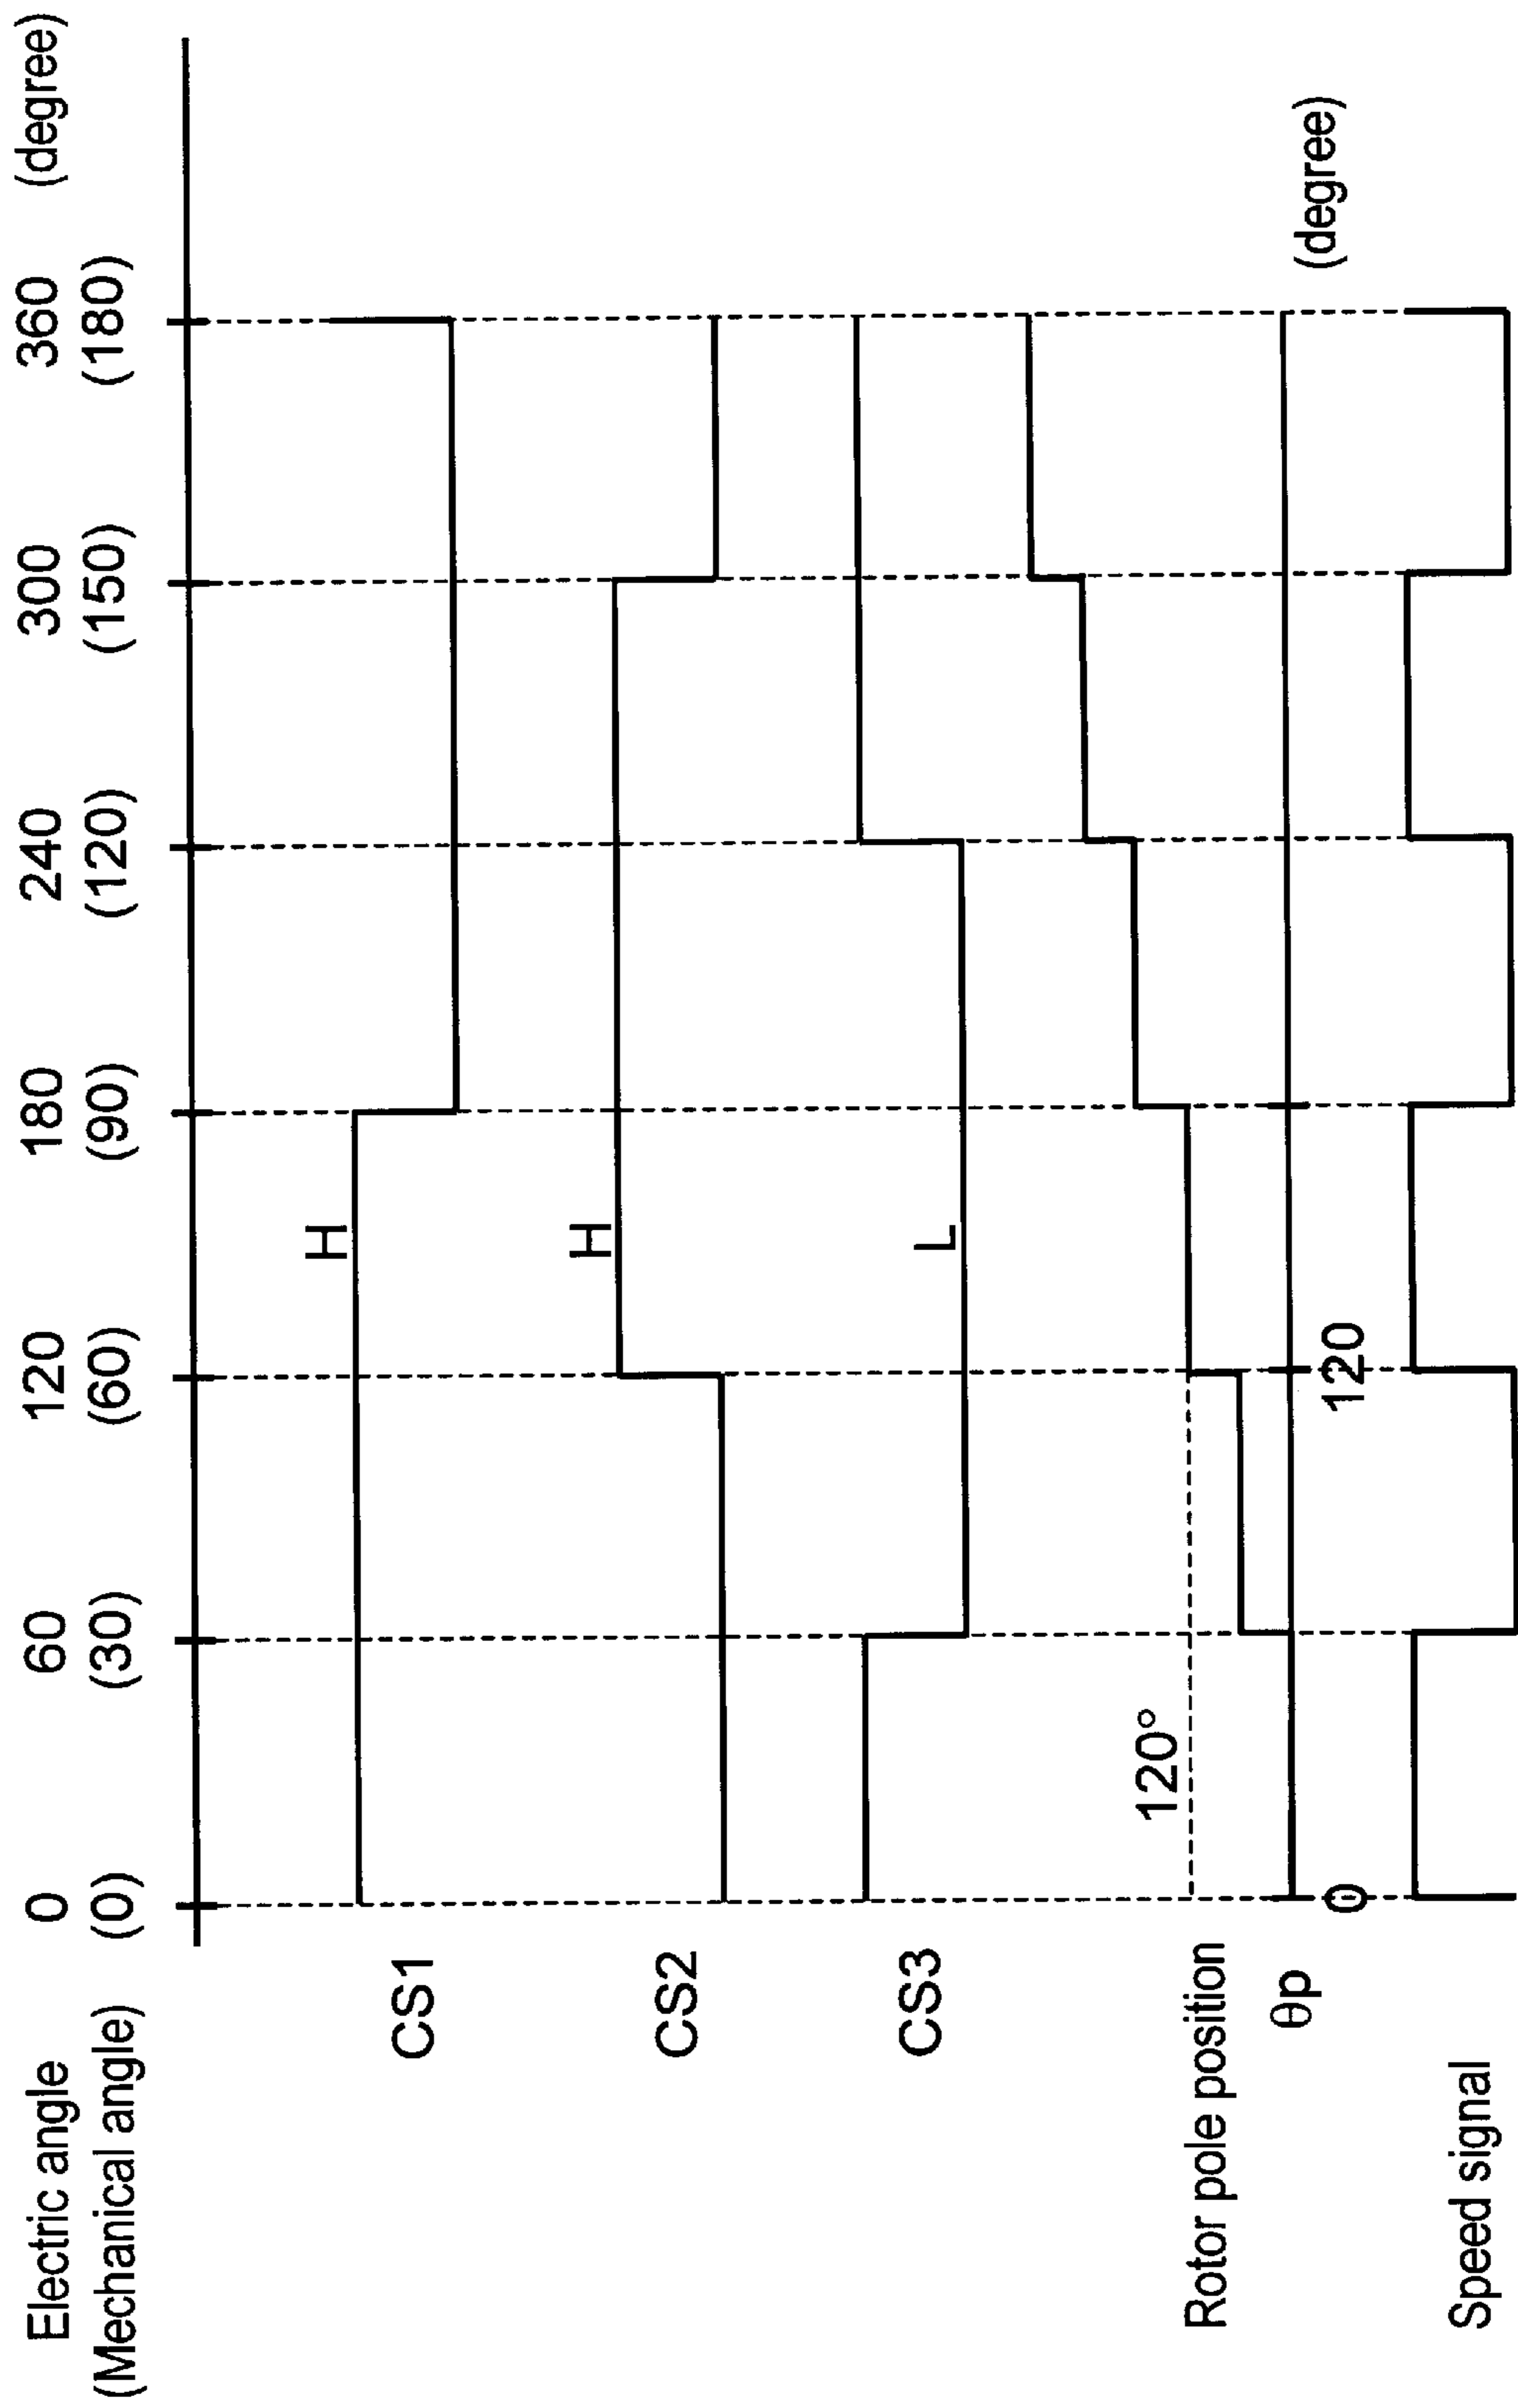 Electric angle 0 60 120 180 240 300 360 (degree)
(Mechanical angle) (0) (30) (60) (90) (120) (150) (180)
CS1 H
CS2 H
CS3 L
120°
Rotor pole position
θp
0 120 (degree)
Speed signal